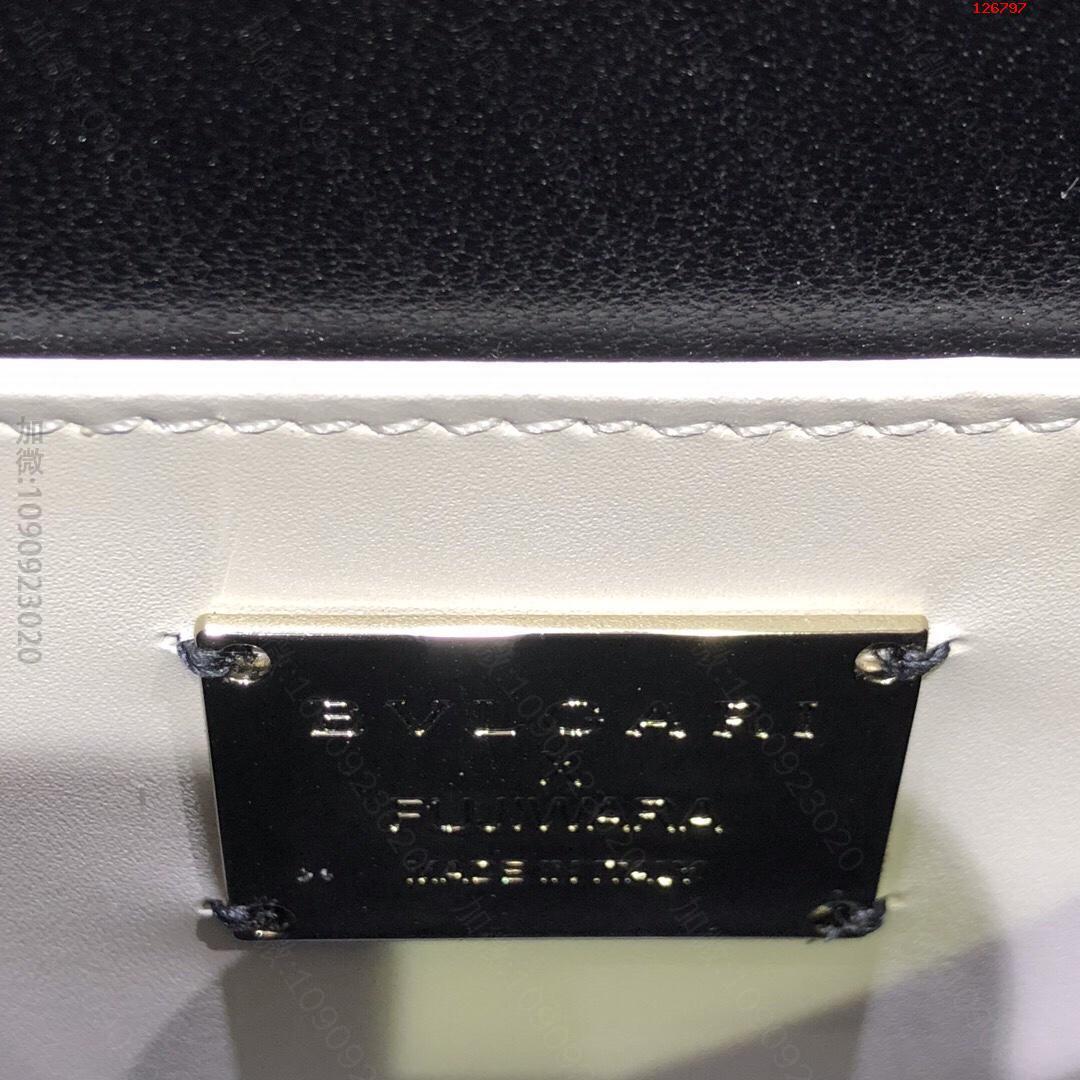 126797
加微:1090923020
BVLGARI
X
FUJIWARA
MADE IN ITALY